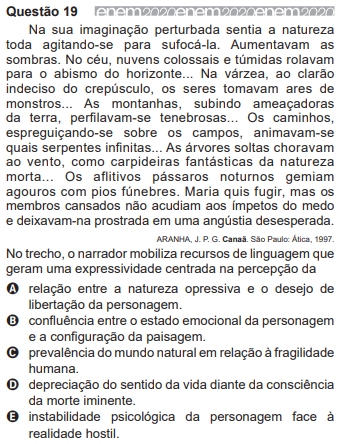 Questão 19 enem2020enem2020enem2020
Na sua imaginação perturbada sentia a natureza
toda agitando-se para sufocá-la. Aumentavam as
sombras. No céu, nuvens colossais e túmidas rolavam
para o abismo do horizonte... Na várzea, ao clarão
indeciso do crepúsculo, os seres tomavam ares de
monstros... As montanhas, subindo ameaçadoras
da terra, perfilavam-se tenebrosas... Os caminhos,
espreguiçando-se sobre os campos, animavam-se
quais serpentes infinitas... As árvores soltas choravam
ao vento, como carpideiras fantásticas da natureza
morta... Os aflitivos pássaros noturnos gemiam
agouros com pios fúnebres. Maria quis fugir, mas os
membros cansados não acudiam aos ímpetos do medo
e deixavam-na prostrada em uma angústia desesperada.
ARANHA, J. P. G. Canaã. São Paulo: Ática, 1997.
No trecho, o narrador mobiliza recursos de linguagem que
geram uma expressividade centrada na percepção da
A relação entre a natureza opressiva e o desejo de
libertação da personagem.
B confluência entre o estado emocional da personagem
e a configuração da paisagem.
C prevalência do mundo natural em relação à fragilidade
humana.
D depreciação do sentido da vida diante da consciência
da morte iminente.
E instabilidade psicológica da personagem face à
realidade hostil.